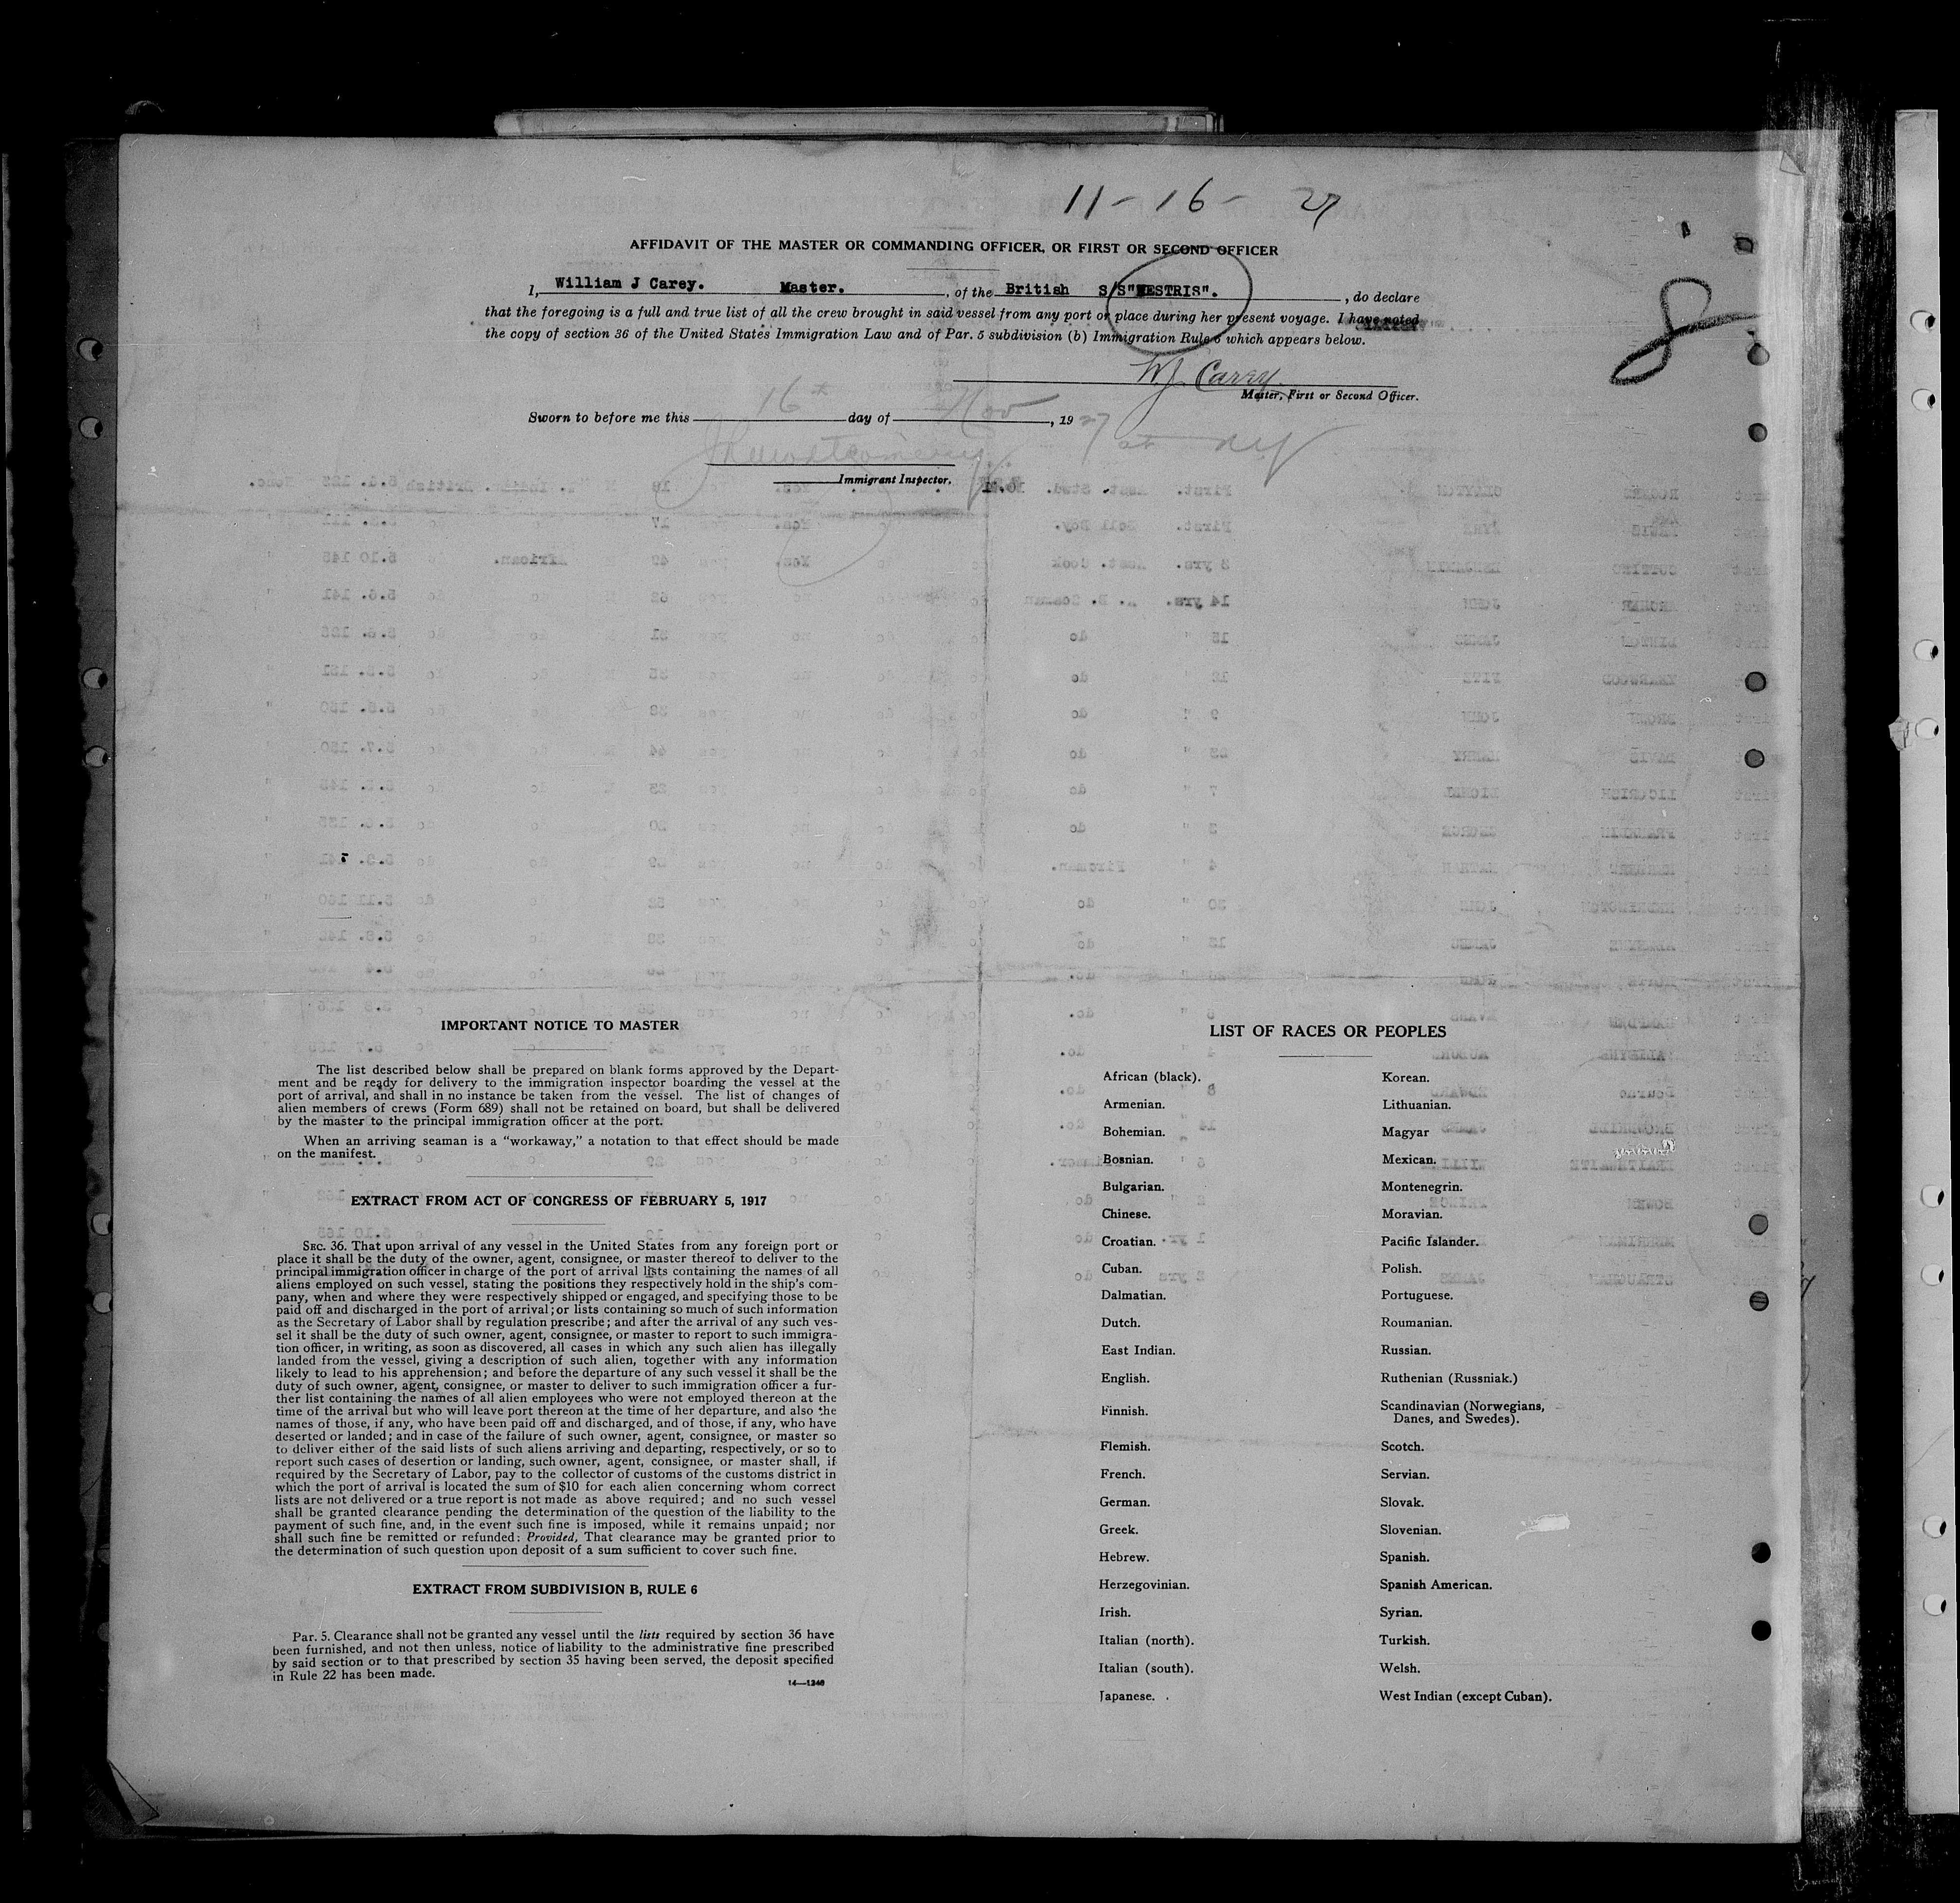 11-16-27
AFFIDAVIT OF THE MASTER OR COMMANDING OFFICER, OR FIRST OR SECOND OFFICER
I, William J Carey. Master. , of the British S/S"VESTRIS". , do declare
that the foregoing is a full and true list of all the crew brought in said vessel from any port or place during her present voyage. I have noted
the copy of section 36 of the United States Immigration Law and of Par. 5 subdivision (b) Immigration Rule 6 which appears below.
8
WJ Carey.
Master, First or Second Officer.
Sworn to before me this 16th day of Nov , 1927 at NY
Immigrant Inspector.
IMPORTANT NOTICE TO MASTER
The list described below shall be prepared on blank forms approved by the Depart-
ment and be ready for delivery to the immigration inspector boarding the vessel at the
port of arrival, and shall in no instance be taken from the vessel. The list of changes of
alien members of crews (Form 689) shall not be retained on board, but shall be delivered
by the master to the principal immigration officer at the port.
When an arriving seaman is a "workaway," a notation to that effect should be made
on the manifest.
EXTRACT FROM ACT OF CONGRESS OF FEBRUARY 5, 1917
SEC. 36. That upon arrival of any vessel in the United States from any foreign port or
place it shall be the duty of the owner, agent, consignee, or master thereof to deliver to the
principal immigration officer in charge of the port of arrival lists containing the names of all
aliens employed on such vessel, stating the positions they respectively hold in the ship's com-
pany, when and where they were respectively shipped or engaged, and specifying those to be
paid off and discharged in the port of arrival; or lists containing so much of such information
as the Secretary of Labor shall by regulation prescribe; and after the arrival of any such ves-
sel it shall be the duty of such owner, agent, consignee, or master to report to such immigra-
tion officer, in writing, as soon as discovered, all cases in which any such alien has illegally
landed from the vessel, giving a description of such alien, together with any information
likely to lead to his apprehension; and before the departure of any such vessel it shall be the
duty of such owner, agent, consignee, or master to deliver to such immigration officer a fur-
ther list containing the names of all alien employees who were not employed thereon at the
time of the arrival but who will leave port thereon at the time of her departure, and also the
names of those, if any, who have been paid off and discharged, and of those, if any, who have
deserted or landed; and in case of the failure of such owner, agent, consignee, or master so
to deliver either of the said lists of such aliens arriving and departing, respectively, or so to
report such cases of desertion or landing, such owner, agent, consignee, or master shall, if
required by the Secretary of Labor, pay to the collector of customs of the customs district in
which the port of arrival is located the sum of $10 for each alien concerning whom correct
lists are not delivered or a true report is not made as above required; and no such vessel
shall be granted clearance pending the determination of the question of the liability to the
payment of such fine, and, in the event such fine is imposed, while it remains unpaid; nor
shall such fine be remitted or refunded: Provided, That clearance may be granted prior to
the determination of such question upon deposit of a sum sufficient to cover such fine.
EXTRACT FROM SUBDIVISION B, RULE 6
Par. 5. Clearance shall not be granted any vessel until the lists required by section 36 have
been furnished, and not then unless, notice of liability to the administrative fine prescribed
by said section or to that prescribed by section 35 having been served, the deposit specified
in Rule 22 has been made.
14—1240
LIST OF RACES OR PEOPLES
African (black).
Armenian.
Bohemian.
Bosnian.
Bulgarian.
Chinese.
Croatian.
Cuban.
Dalmatian.
Dutch.
East Indian.
English.
Finnish.
Flemish.
French.
German.
Greek.
Hebrew.
Herzegovinian.
Irish.
Italian (north).
Italian (south).
Japanese.
Korean.
Lithuanian.
Magyar
Mexican.
Montenegrin.
Moravian.
Pacific Islander.
Polish.
Portuguese.
Roumanian.
Russian.
Ruthenian (Russniak.)
Scandinavian (Norwegians,
Danes, and Swedes).
Scotch.
Servian.
Slovak.
Slovenian.
Spanish.
Spanish American.
Syrian.
Turkish.
Welsh.
West Indian (except Cuban).